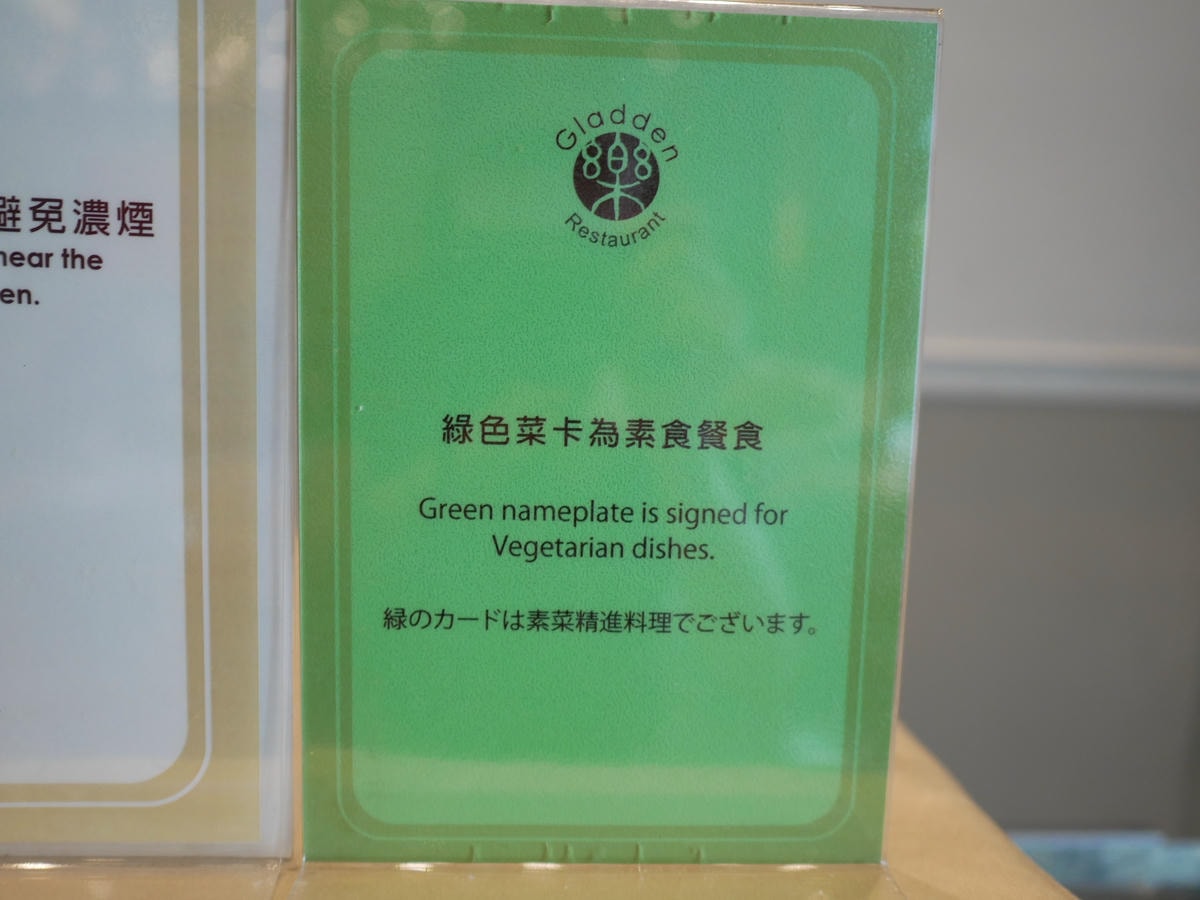 避免濃煙
near the
en.
Gladden
Restaurant
綠色菜卡為素食餐食
Green nameplate is signed for
Vegetarian dishes.
緑のカードは素菜精進料理でございます。